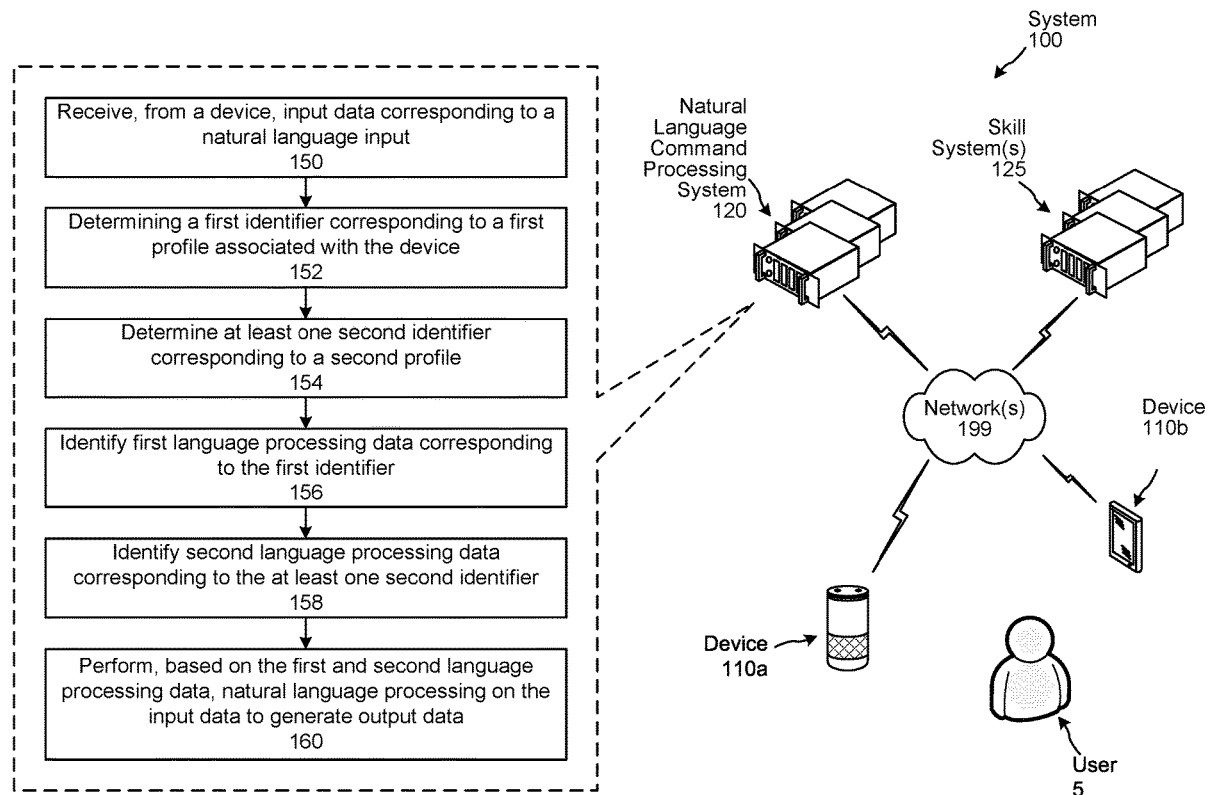 Receive, from a device, input data corresponding to a
natural language input
150
Determining a first identifier corresponding to a first
profile associated with the device
152
Determine at least one second identifier
corresponding to a second profile
154
Identify first language processing data corresponding
to the first identifier
156
Identify second language processing data
corresponding to the at least one second identifier
158
Perform, based on the first and second language
processing data, natural language processing on the
input data to generate output data
160
System
100
Natural
Language
Command
Processing
System
120
Skill
System(s)
125
Network(s)
199
Device
110b
Device
110a
User
5